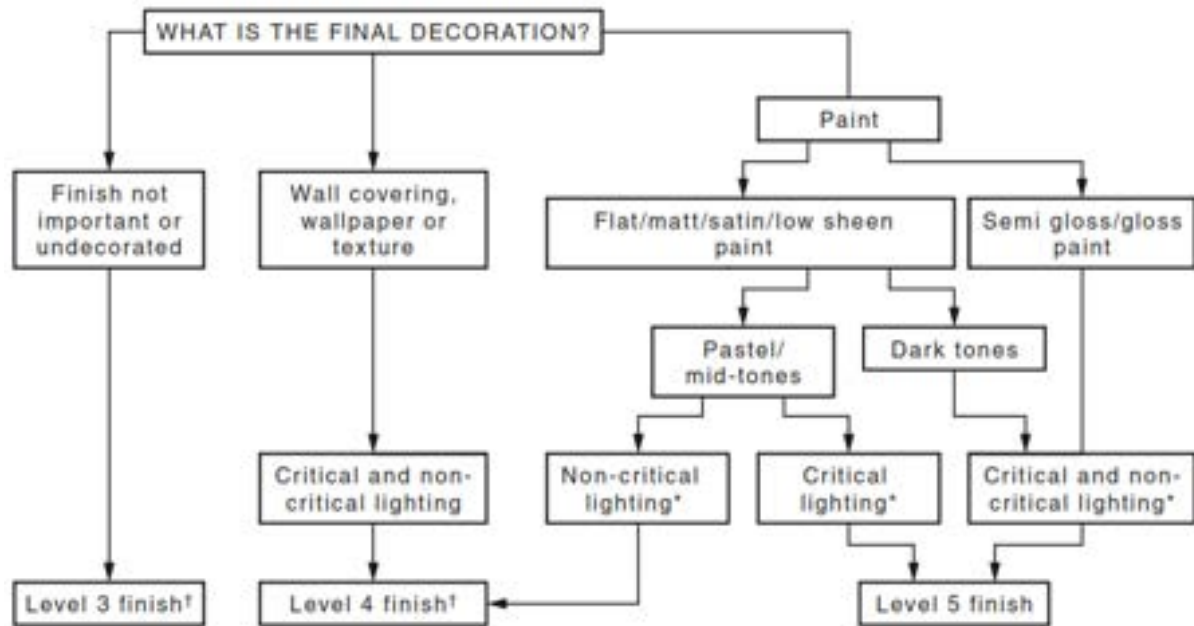 WHAT IS THE FINAL DECORATION?
Paint
Finish not
important or
undecorated
Wall covering,
wallpaper or
texture
Flat/matt/satin/low sheen
paint
Semi gloss/gloss
paint
Pastel/
mid-tones
Dark tones
Critical and non-
critical lighting
Non-critical
lighting*
Critical
lighting*
Critical and non-
critical lighting*
Level 3 finish†
Level 4 finish†
Level 5 finish